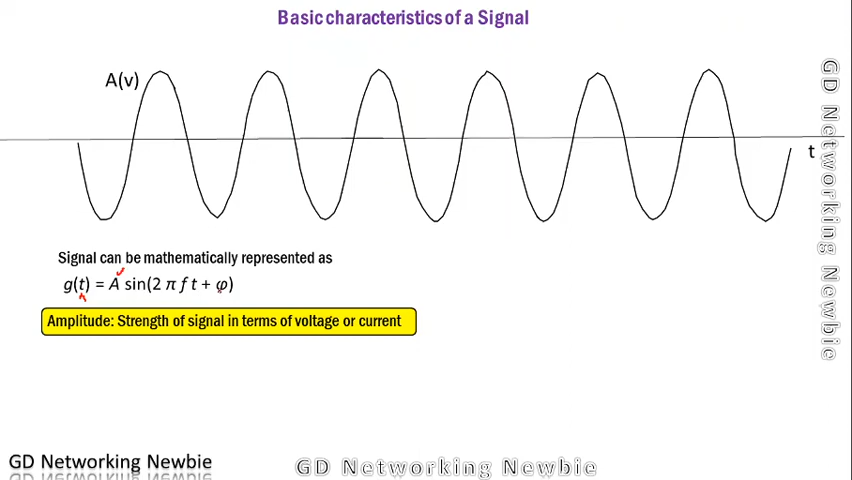 Basic characteristics of a Signal
A(v)
t
Signal can be mathematically represented as
g(t) = A sin(2 π f t + φ)
Amplitude: Strength of signal in terms of voltage or current
GD Networking Newbie
GD Networking Newbie
GD Networking Newbie